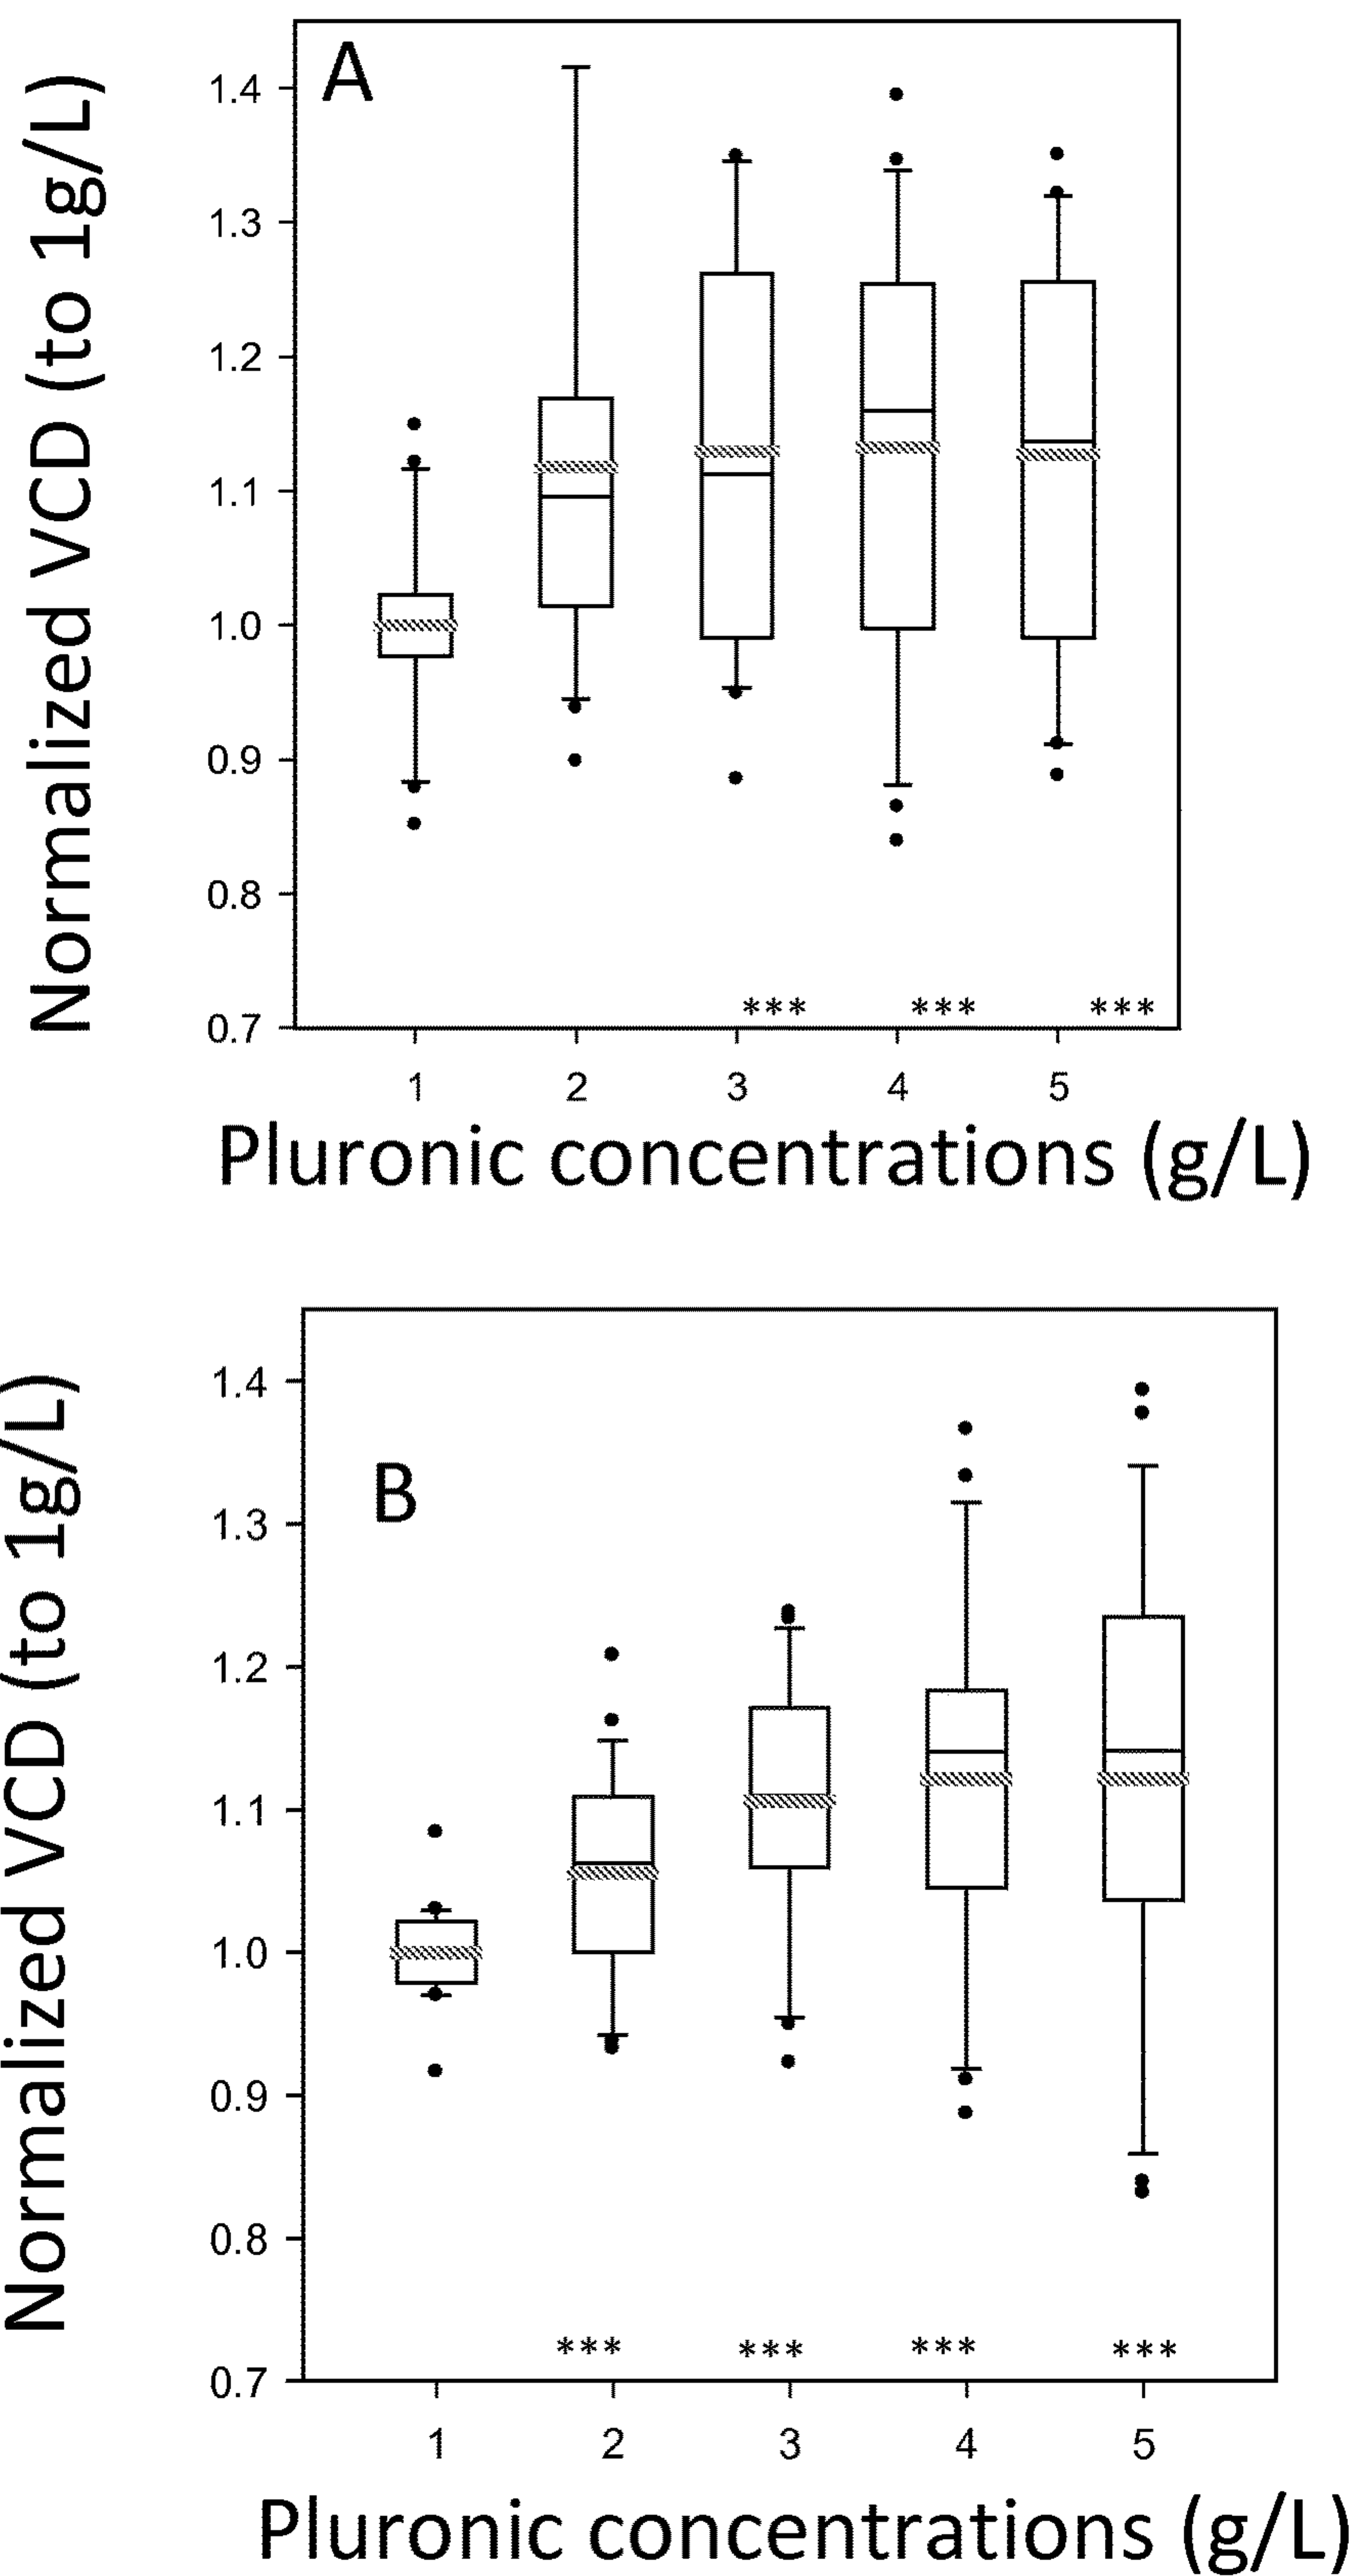 A
Normalized VCD (to 1g/L)
1.4
1.3
1.2
1.1
1.0
0.9
0.8
0.7
*** *** ***
1 2 3 4 5
Pluronic concentrations (g/L)
B
Normalized VCD (to 1g/L)
1.4
1.3
1.2
1.1
1.0
0.9
0.8
0.7
*** *** *** ***
1 2 3 4 5
Pluronic concentrations (g/L)